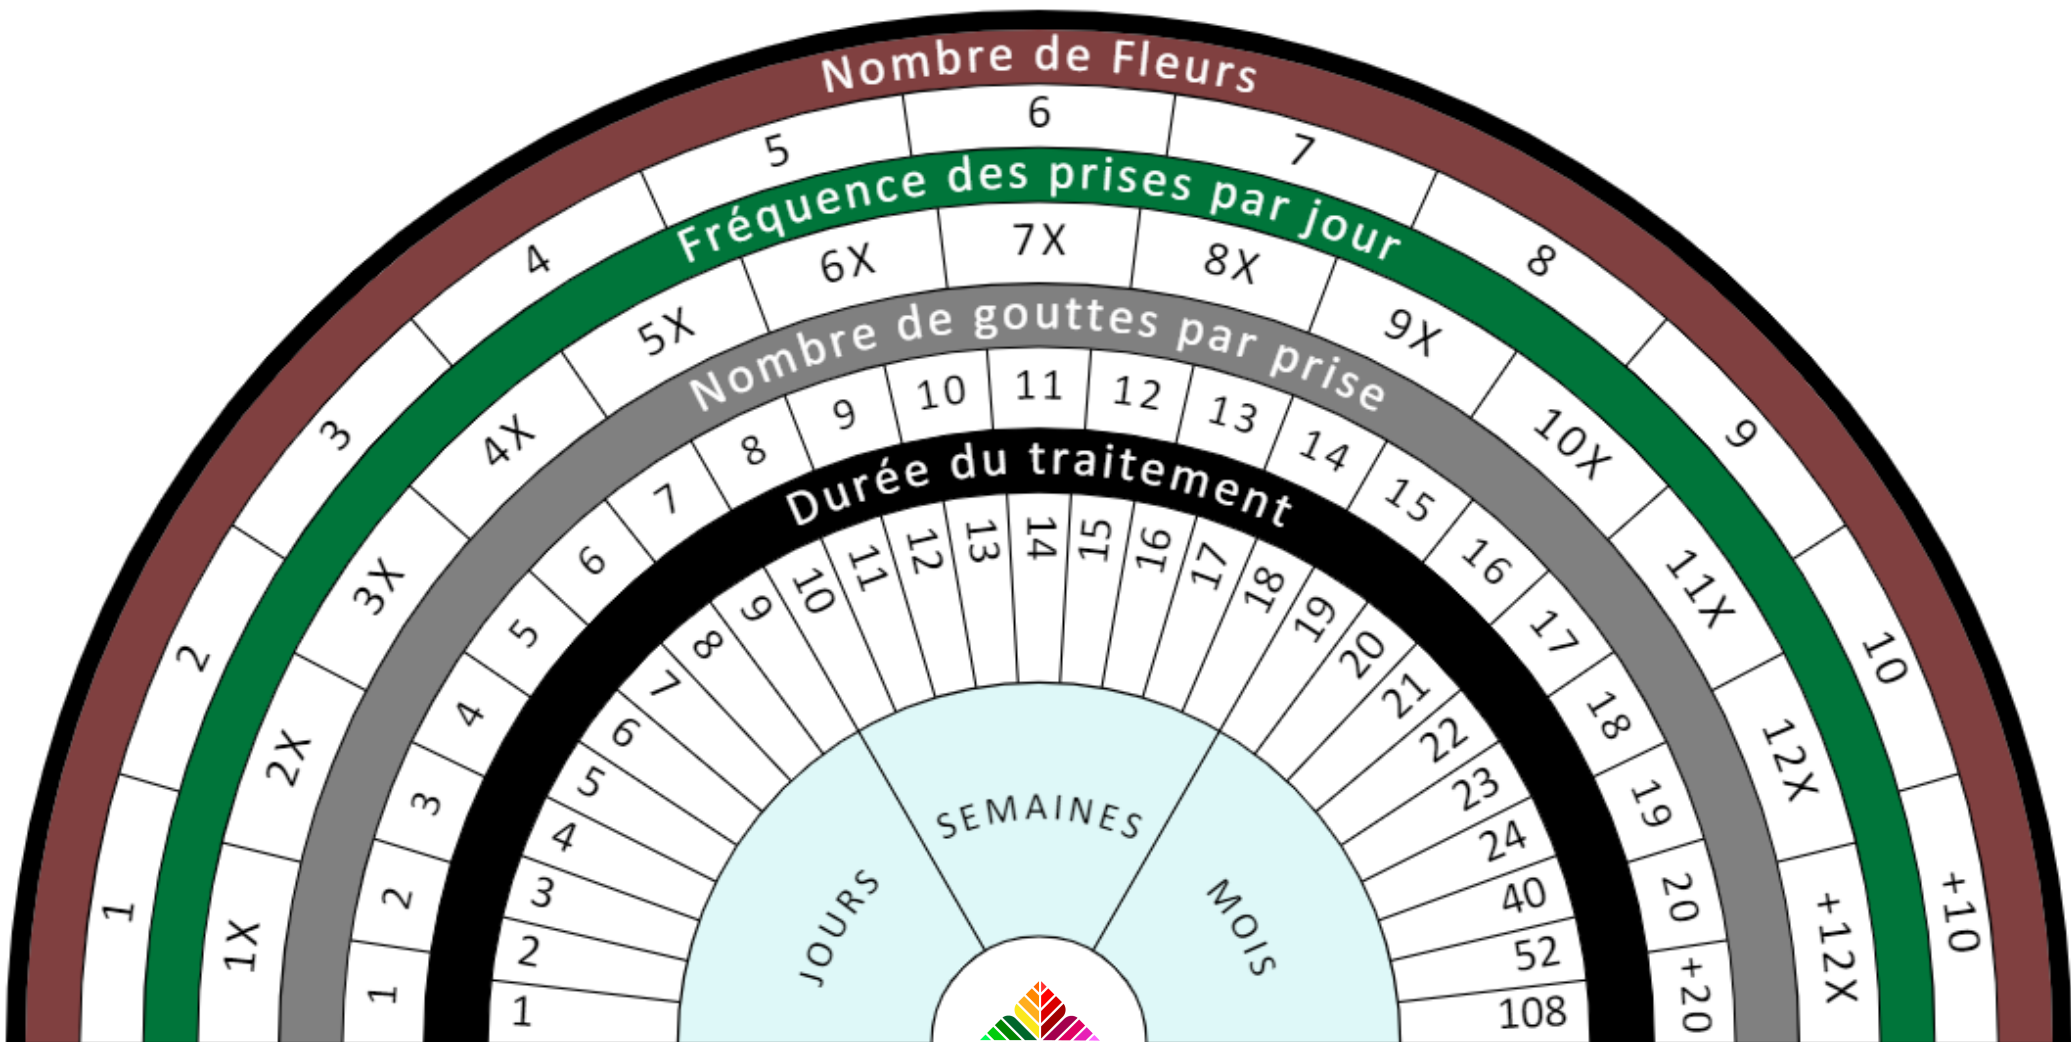 Nombre de Fleurs
1 2 3 4 5 6 7 8 9 10 +10
Fréquence des prises par jour
1X 2X 3X 4X 5X 6X 7X 8X 9X 10X 11X 12X +12X
Nombre de gouttes par prise
1 2 3 4 5 6 7 8 9 10 11 12 13 14 15 16 17 18 19 20 +20
Durée du traitement
1 2 3 4 5 6 7 8 9 10 11 12 13 14 15 16 17 18 19 20 21 22 23 24 40 52 108
JOURS
SEMAINES
MOIS